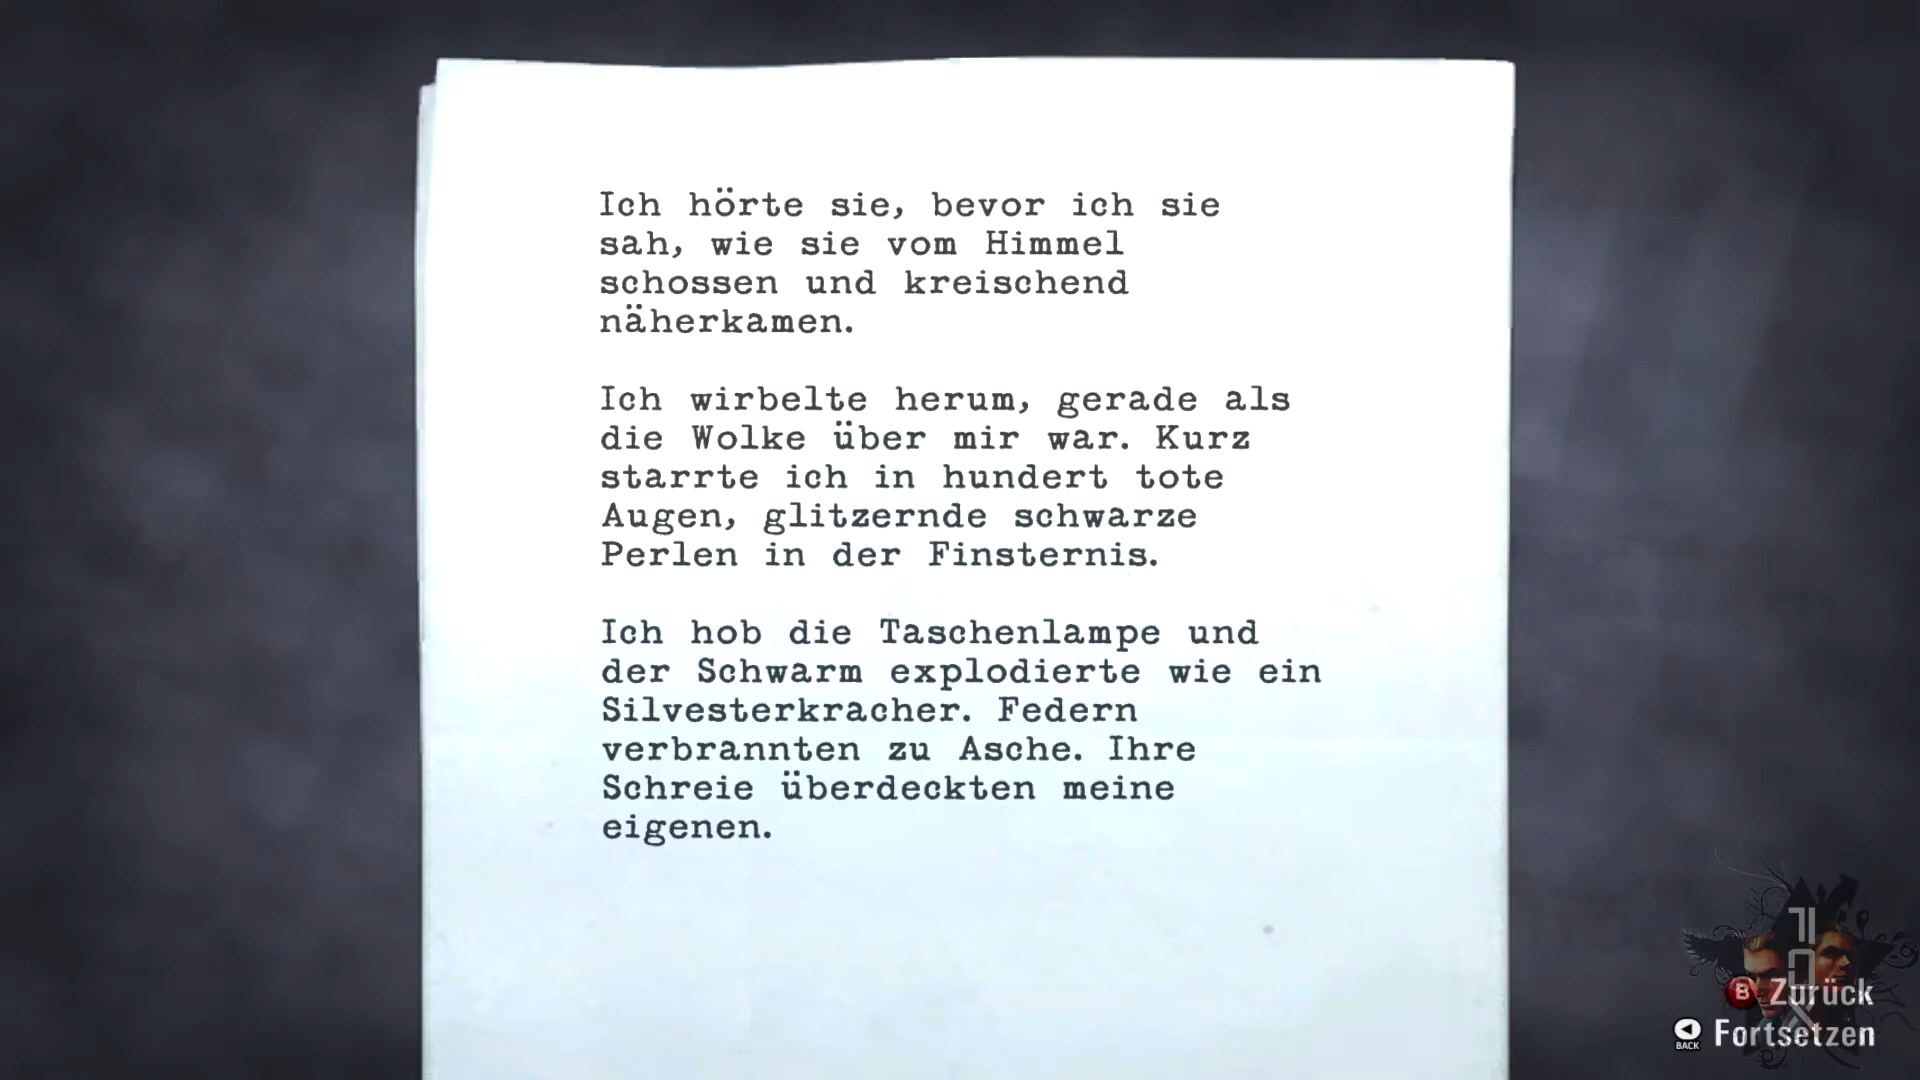 Ich hörte sie, bevor ich sie
sah, wie sie vom Himmel
schossen und kreischend
näherkamen.
Ich wirbelte herum, gerade als
die Wolke über mir war. Kurz
starrte ich in hundert tote
Augen, glitzernde schwarze
Perlen in der Finsternis.
Ich hob die Taschenlampe und
der Schwarm explodierte wie ein
Silvesterkracher. Federn
verbrannten zu Asche. Ihre
Schreie überdeckten meine
eigenen.
B Zurück
BACK Fortsetzen